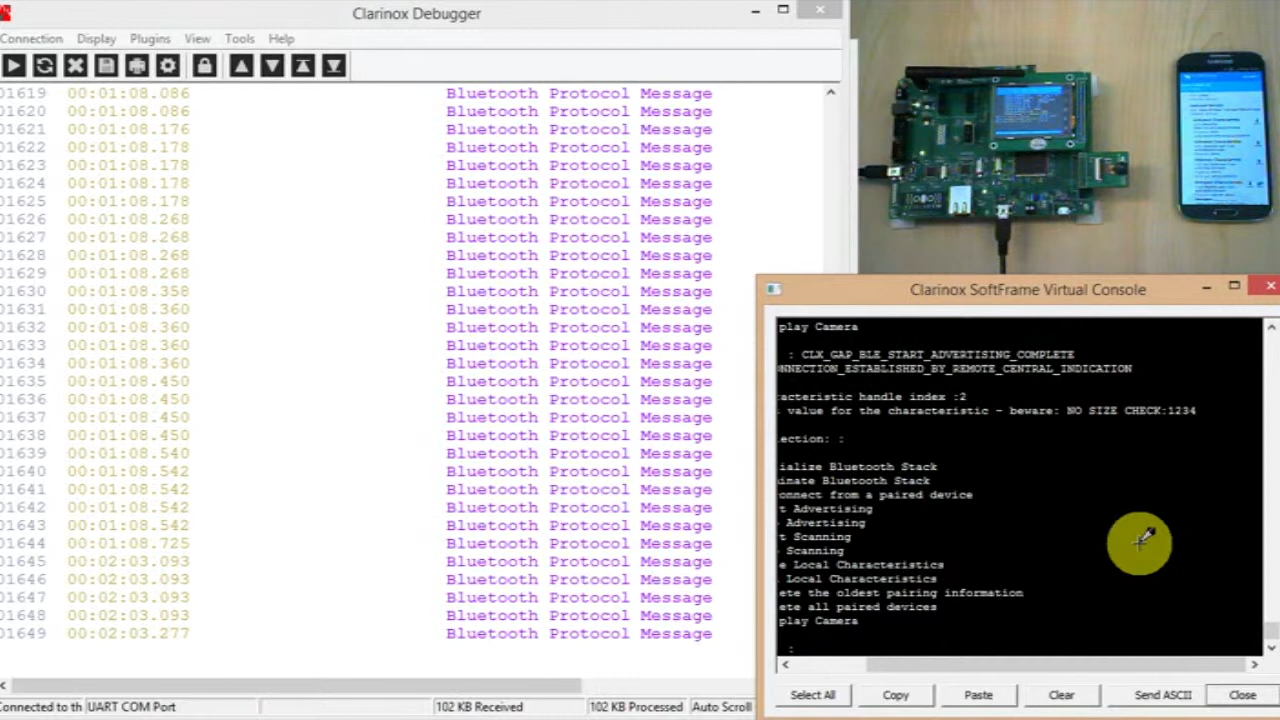 Clarinox Debugger
Connection Display Plugins View Tools Help
01619 00:01:08.086 Bluetooth Protocol Message
01620 00:01:08.086 Bluetooth Protocol Message
01621 00:01:08.176 Bluetooth Protocol Message
01622 00:01:08.178 Bluetooth Protocol Message
01623 00:01:08.178 Bluetooth Protocol Message
01624 00:01:08.178 Bluetooth Protocol Message
01625 00:01:08.178 Bluetooth Protocol Message
01626 00:01:08.268 Bluetooth Protocol Message
01627 00:01:08.268 Bluetooth Protocol Message
01628 00:01:08.268 Bluetooth Protocol Message
01629 00:01:08.268 Bluetooth Protocol Message
01630 00:01:08.358 Bluetooth Protocol Message
01631 00:01:08.360 Bluetooth Protocol Message
01632 00:01:08.360 Bluetooth Protocol Message
01633 00:01:08.360 Bluetooth Protocol Message
01634 00:01:08.360 Bluetooth Protocol Message
01635 00:01:08.450 Bluetooth Protocol Message
01636 00:01:08.450 Bluetooth Protocol Message
01637 00:01:08.450 Bluetooth Protocol Message
01638 00:01:08.450 Bluetooth Protocol Message
01639 00:01:08.540 Bluetooth Protocol Message
01640 00:01:08.542 Bluetooth Protocol Message
01641 00:01:08.542 Bluetooth Protocol Message
01642 00:01:08.542 Bluetooth Protocol Message
01643 00:01:08.542 Bluetooth Protocol Message
01644 00:01:08.725 Bluetooth Protocol Message
01645 00:02:13.093 Bluetooth Protocol Message
01646 00:02:13.093 Bluetooth Protocol Message
01647 00:02:13.093 Bluetooth Protocol Message
01648 00:02:13.093 Bluetooth Protocol Message
01649 00:02:13.277 Bluetooth Protocol Message
Connected to th UART COM Port 102 KB Received 102 KB Processed Auto Scroll
Clarinox SoftFrame Virtual Console
play Camera
: CLX_GAP_BLE_START_ADVERTISING_COMPLETE
ONNECTION_ESTABLISHED_BY_REMOTE_CENTRAL_INDICATION
racteristic handle index :2
value for the characteristic - beware: NO SIZE CHECK:1234
ection: :
ialize Bluetooth Stack
inate Bluetooth Stack
onnect from a paired device
t Advertising
Advertising
t Scanning
Scanning
e Local Characteristics
Local Characteristics
ete the oldest pairing information
ete all paired devices
play Camera
:
Select All Copy Paste Clear Send ASCII Close